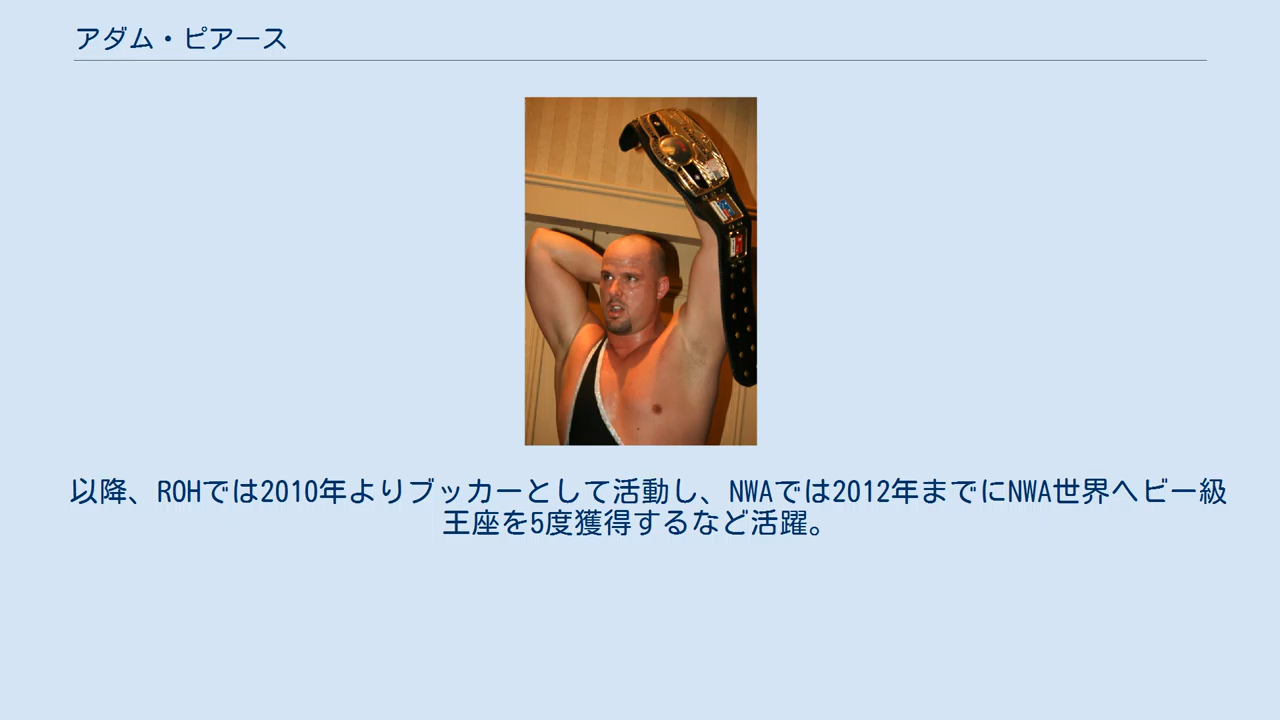 アダム・ピアース
以降、ROHでは2010年よりブッカーとして活動し、NWAでは2012年までにNWA世界ヘビー級
王座を5度獲得するなど活躍。